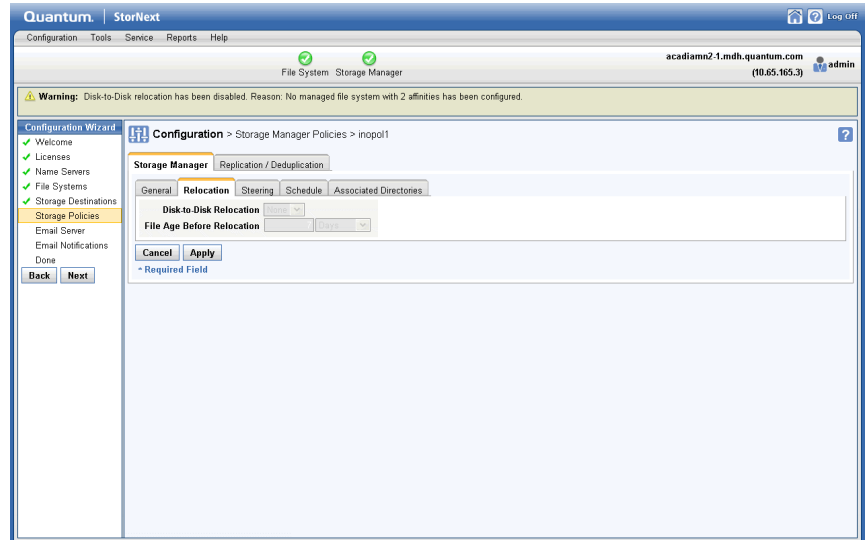 Quantum. StorNext
Log Off
Configuration Tools Service Reports Help
File System Storage Manager
acadiamn2-1.mdh.quantum.com
(10.65.165.3)
admin
Warning: Disk-to-Disk relocation has been disabled. Reason: No managed file system with 2 affinities has been configured.
Configuration Wizard
Welcome
Licenses
Name Servers
File Systems
Storage Destinations
Storage Policies
Email Server
Email Notifications
Done
Back Next
Configuration > Storage Manager Policies > inopol1
?
Storage Manager Replication / Deduplication
General Relocation Steering Schedule Associated Directories
Disk-to-Disk Relocation None
File Age Before Relocation Days
Cancel Apply
* Required Field